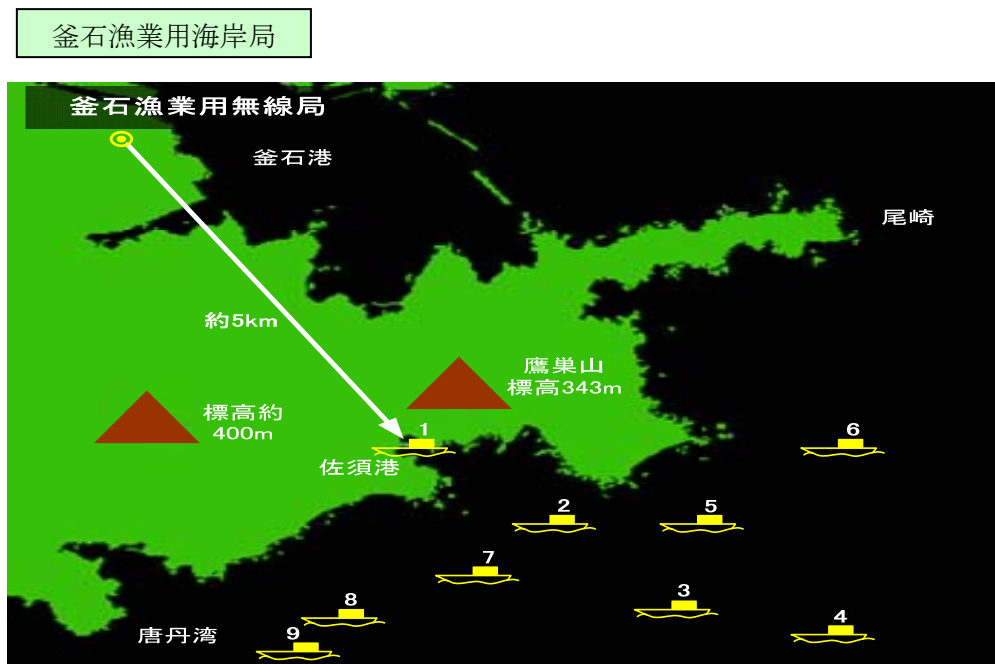 釜石漁業用海岸局
釜石漁業用無線局
釜石港
尾崎
約5km
鷹巣山
標高343m
標高約
400m
1
佐須港
6
2
5
7
3
8
4
9
唐丹湾